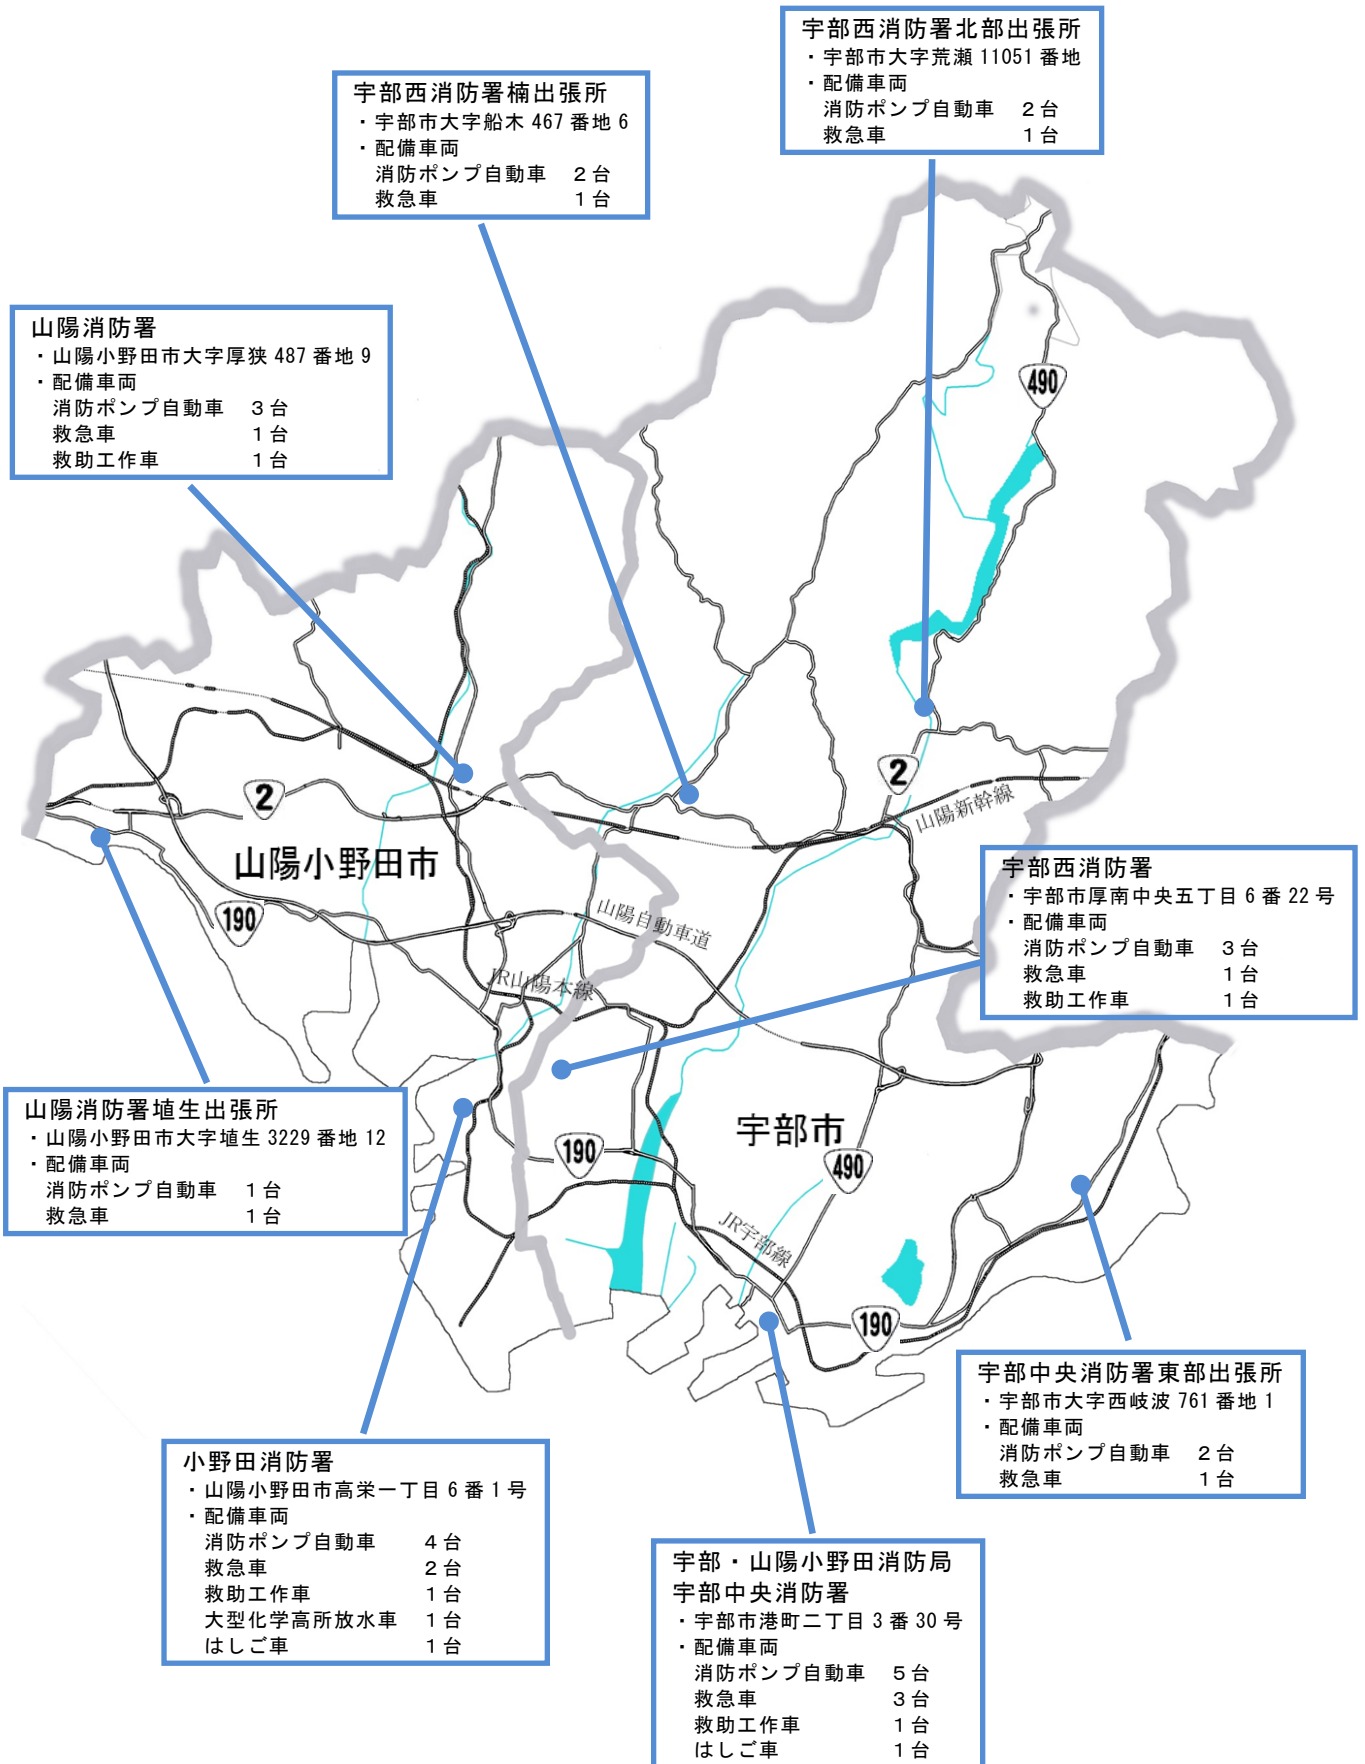 宇部西消防署北部出張所
・宇部市大字荒瀬 11051 番地
・配備車両
消防ポンプ自動車 2台
救急車 1台
宇部西消防署楠出張所
・宇部市大字船木 467 番地 6
・配備車両
消防ポンプ自動車 2台
救急車 1台
山陽消防署
・山陽小野田市大字厚狭 487 番地 9
・配備車両
消防ポンプ自動車 3台
救急車 1台
救助工作車 1台
490
2
2
山陽新幹線
山陽小野田市
190
山陽自動車道
JR山陽本線
宇部西消防署
・宇部市厚南中央五丁目 6 番 22 号
・配備車両
消防ポンプ自動車 3台
救急車 1台
救助工作車 1台
山陽消防署埴生出張所
・山陽小野田市大字埴生 3229 番地 12
・配備車両
消防ポンプ自動車 1台
救急車 1台
宇部市
190
490
JR宇部線
190
宇部中央消防署東部出張所
・宇部市大字西岐波 761 番地 1
・配備車両
消防ポンプ自動車 2台
救急車 1台
小野田消防署
・山陽小野田市高栄一丁目 6 番 1 号
・配備車両
消防ポンプ自動車 4台
救急車 2台
救助工作車 1台
大型化学高所放水車 1台
はしご車 1台
宇部・山陽小野田消防局
宇部中央消防署
・宇部市港町二丁目 3 番 30 号
・配備車両
消防ポンプ自動車 5台
救急車 3台
救助工作車 1台
はしご車 1台